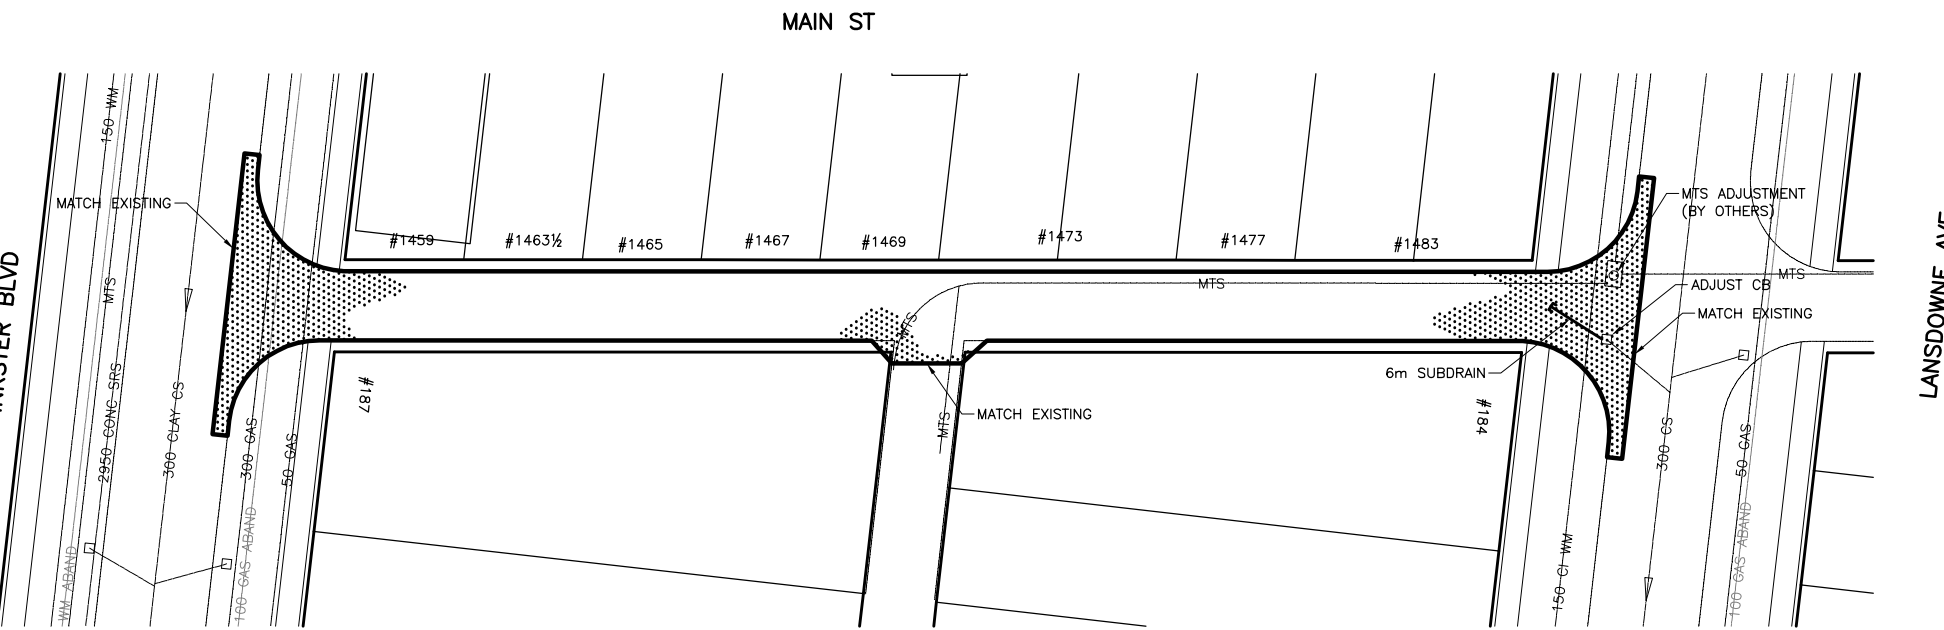 MAIN ST
150 WM
MATCH EXISTING
MTS
2950 CONC SRS
300 CLAY CS
300 GAS
50 GAS
WM ABAND
100 GAS ABAND
#1459
#1463½
#1465
#1467
#1469
#1473
#1477
#1483
MTS
MTS
MTS
MATCH EXISTING
#187
#184
6m SUBDRAIN
MTS ADJUSTMENT
(BY OTHERS)
MTS
ADJUST CB
MATCH EXISTING
150 CI WM
300 CS
50 GAS
100 GAS ABAND
BLVD
LANSDOWNE AVE